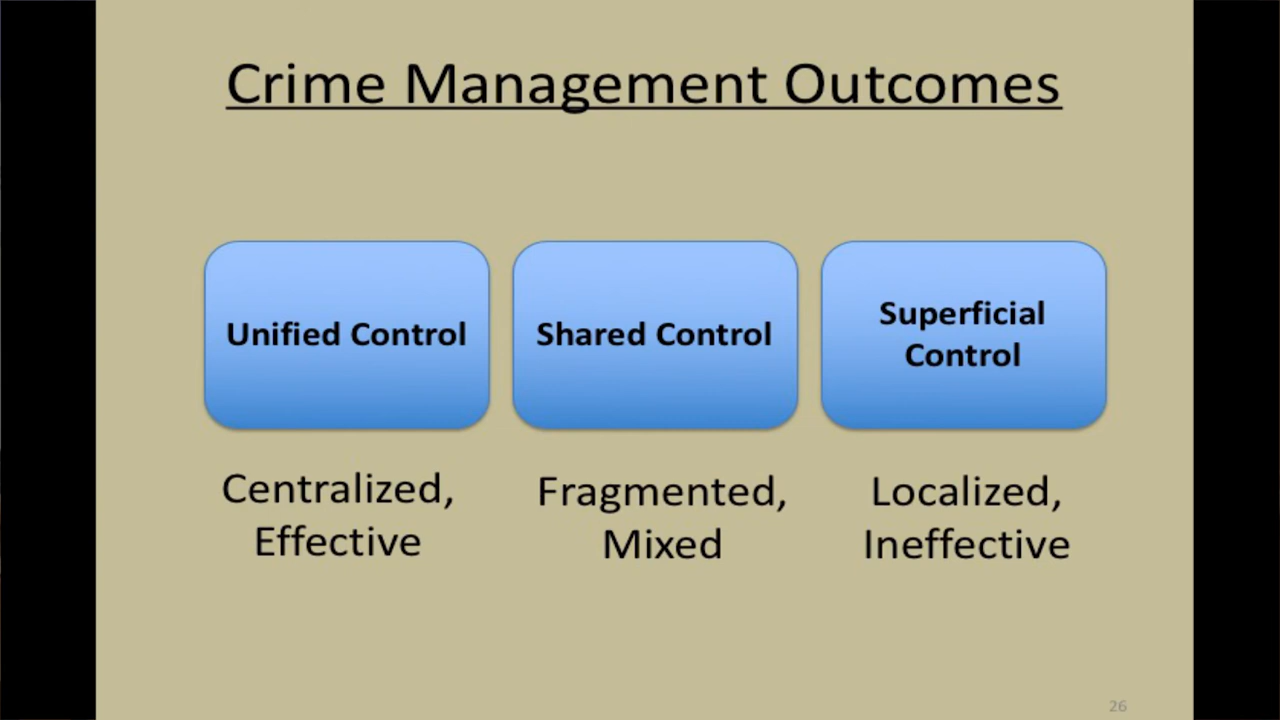 Crime Management Outcomes
Unified Control
Shared Control
Superficial
Control
Centralized,
Effective
Fragmented,
Mixed
Localized,
Ineffective
26